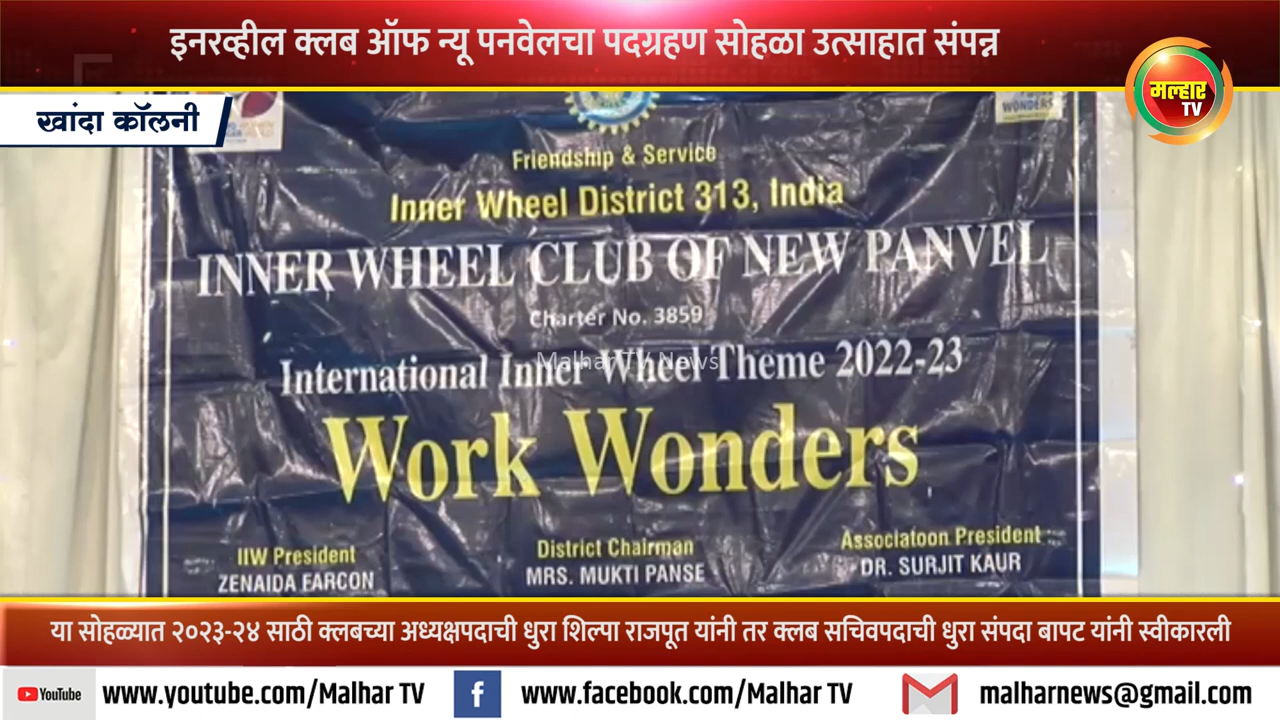 इनरव्हील क्लब ऑफ न्यू पनवेलचा पदग्रहण सोहळा उत्साहात संपन्न
मल्हार
TV
खांदा कॉलनी
WONDERS
Friendship & Service
Inner Wheel District 313, India
INNER WHEEL CLUB OF NEW PANVEL
Charter No. 3859
Malhar TV News
International Inner Wheel Theme 2022-23
Work Wonders
IIW President
ZENAIDA FARCON
District Chairman
MRS. MUKTI PANSE
Associatoon President
DR. SURJIT KAUR
या सोहळ्यात २०२३-२४ साठी क्लबच्या अध्यक्षपदाची धुरा शिल्पा राजपूत यांनी तर क्लब सचिवपदाची धुरा संपदा बापट यांनी स्वीकारली
YouTube www.youtube.com/Malhar TV
f www.facebook.com/Malhar TV
malharnews@gmail.com